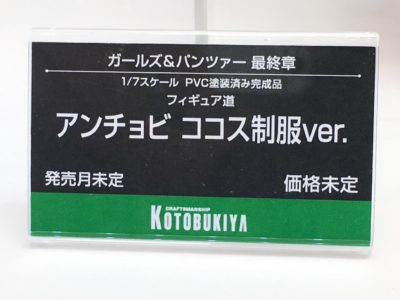 ガールズ&パンツァー 最終章
1/7スケール PVC塗装済み完成品
フィギュア道
アンチョビ ココス制服ver.
発売月未定 価格未定
CRAFTSMANSHIP
KOTOBUKIYA